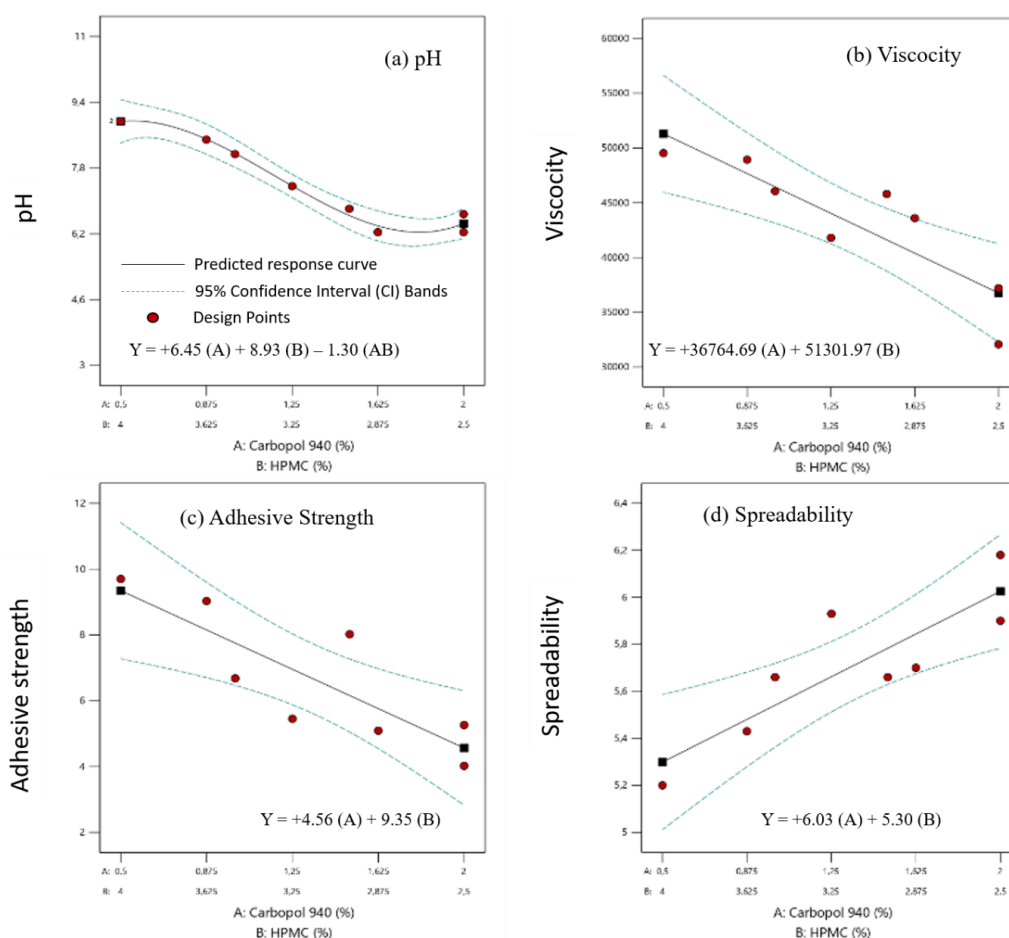 (a) pH
pH
11
9,4
7,8
6,2
4,6
3
2
Predicted response curve
95% Confidence Interval (CI) Bands
Design Points
Y = +6.45 (A) + 8.93 (B) – 1.30 (AB)
A: 0,5 0,875 1,25 1,625 2
B: 4 3,625 3,25 2,875 2,5
A: Carbopol 940 (%)
B: HPMC (%)
(b) Viscocity
Viscocity
60000
55000
50000
45000
40000
35000
30000
Y = +36764.69 (A) + 51301.97 (B)
A: 0,5 0,875 1,25 1,625 2
B: 4 3,625 3,25 2,875 2,5
A: Carbopol 940 (%)
B: HPMC (%)
(c) Adhesive Strength
Adhesive strength
12
10
8
6
4
2
Y = +4.56 (A) + 9.35 (B)
A: 0,5 0,875 1,25 1,625 2
B: 4 3,625 3,25 2,875 2,5
A: Carbopol 940 (%)
B: HPMC (%)
(d) Spreadability
Spreadability
6,4
6,2
6
5,8
5,6
5,4
5,2
5
Y = +6.03 (A) + 5.30 (B)
A: 0,5 0,875 1,25 1,625 2
B: 4 3,625 3,25 2,875 2,5
A: Carbopol 940 (%)
B: HPMC (%)